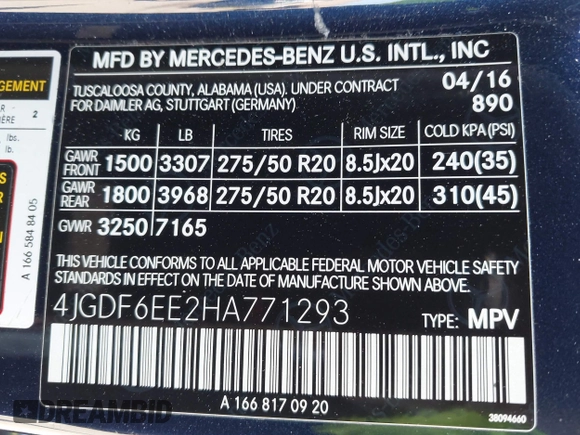 MFD BY MERCEDES-BENZ U.S. INTL., INC
TUSCALOOSA COUNTY, ALABAMA (USA). UNDER CONTRACT
FOR DAIMLER AG, STUTTGART (GERMANY)
04/16
890
KG LB TIRES RIM SIZE COLD KPA(PSI)
GAWR FRONT 1500 3307 275/50 R20 8.5Jx20 240(35)
GAWR REAR 1800 3968 275/50 R20 8.5Jx20 310(45)
GWR 3250 7165
THIS VEHICLE CONFORMS TO ALL APPLICABLE FEDERAL MOTOR VEHICLE SAFETY
STANDARDS IN EFFECT ON THE DATE OF MANUFACTURE SHOWN ABOVE.
4JGDF6EE2HA771293
TYPE: MPV
A 166 817 09 20
38094660
2
lbs.
lb.
A 166 584 84 05
DREAMBID